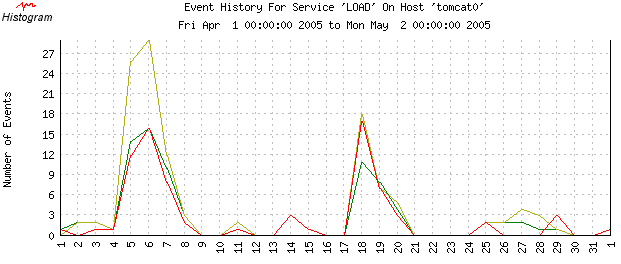 Event History For Service 'LOAD' On Host 'tomcat0'
Histogram
Fri Apr 1 00:00:00 2005 to Mon May 2 00:00:00 2005
Number of Events
27
24
21
18
15
12
9
6
3
0
1 2 3 4 5 6 7 8 9 10 11 12 13 14 15 16 17 18 19 20 21 22 23 24 25 26 27 28 29 30 31 1